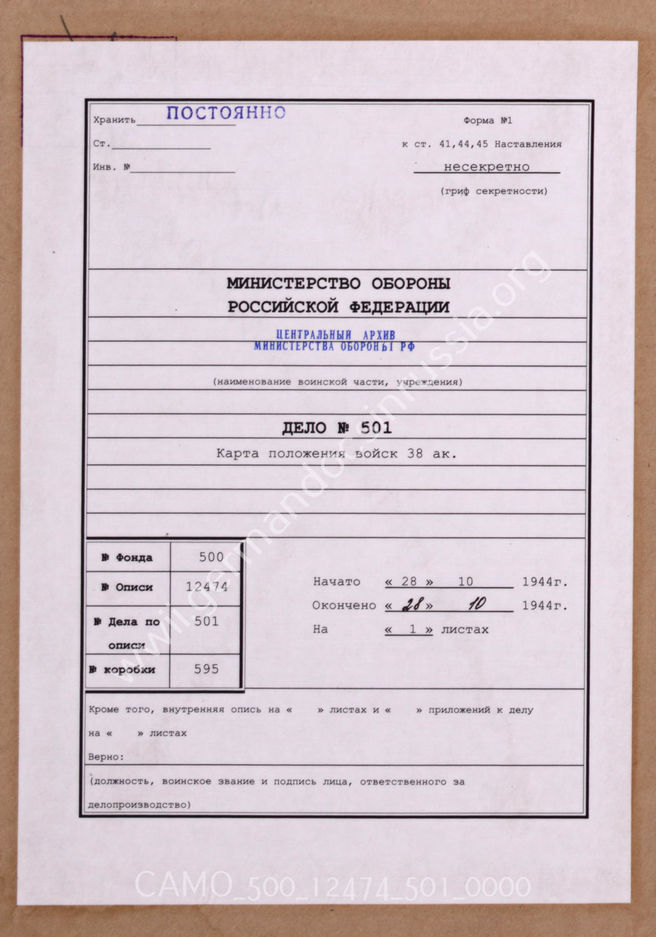 Хранить ПОСТОЯННО
Форма №1
Ст.
к ст. 41,44,45 Наставления
Инв. №
несекретно
(гриф секретности)
МИНИСТЕРСТВО ОБОРОНЫ
РОССИЙСКОЙ ФЕДЕРАЦИИ
ЦЕНТРАЛЬНЫЙ АРХИВ
МИНИСТЕРСТВА ОБОРОНЫ РФ
(наименование воинской части, учреждения)
ДЕЛО № 501
Карта положения войск 38 ак.
№ Фонда 500
№ Описи 12474
№ Дела по описи 501
№ коробки 595
Начато « 28 » 10 1944г.
Окончено « 28 » 10 1944г.
На « 1 » листах
Кроме того, внутренняя опись на « » листах и « » приложений к делу
на « » листах
Верно:
(должность, воинское звание и подпись лица, ответственного за
делопроизводство)
www.germandocsinrussia.org
CAMO_500_12474_501_0000